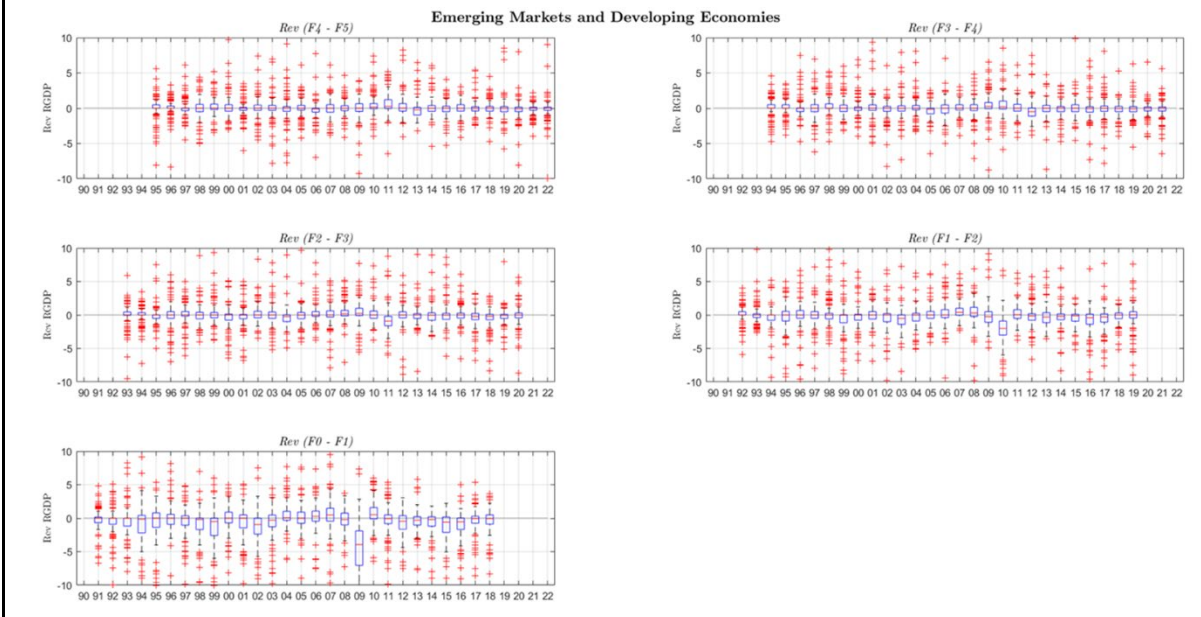 Emerging Markets and Developing Economies
Rev (F4 - F5)
Rev RGDP
10
5
0
-5
-10
90 91 92 93 94 95 96 97 98 99 00 01 02 03 04 05 06 07 08 09 10 11 12 13 14 15 16 17 18 19 20 21 22
Rev (F3 - F4)
Rev RGDP
10
5
0
-5
-10
90 91 92 93 94 95 96 97 98 99 00 01 02 03 04 05 06 07 08 09 10 11 12 13 14 15 16 17 18 19 20 21 22
Rev (F2 - F3)
Rev RGDP
10
5
0
-5
-10
90 91 92 93 94 95 96 97 98 99 00 01 02 03 04 05 06 07 08 09 10 11 12 13 14 15 16 17 18 19 20 21 22
Rev (F1 - F2)
Rev RGDP
10
5
0
-5
-10
90 91 92 93 94 95 96 97 98 99 00 01 02 03 04 05 06 07 08 09 10 11 12 13 14 15 16 17 18 19 20 21 22
Rev (F0 - F1)
Rev RGDP
10
5
0
-5
-10
90 91 92 93 94 95 96 97 98 99 00 01 02 03 04 05 06 07 08 09 10 11 12 13 14 15 16 17 18 19 20 21 22